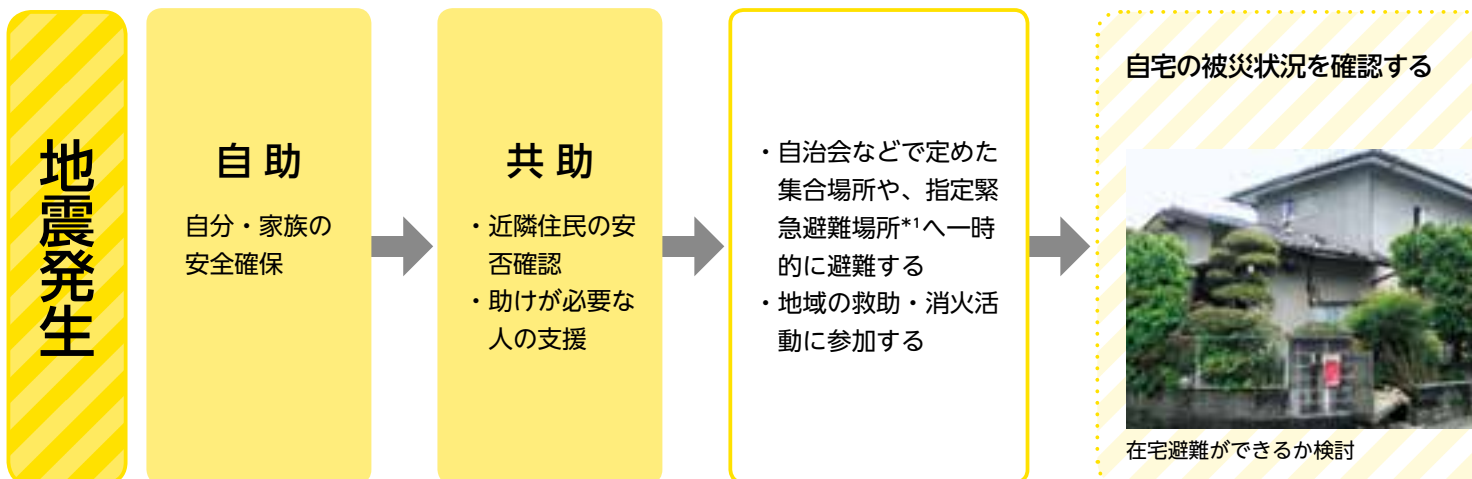 地震発生
自助
自分・家族の
安全確保
共助
・近隣住民の安
否確認
・助けが必要な
人の支援
・自治会などで定めた
集合場所や、指定緊
急避難場所*1へ一時
的に避難する
・地域の救助・消火活
動に参加する
自宅の被災状況を確認する
在宅避難ができるか検討